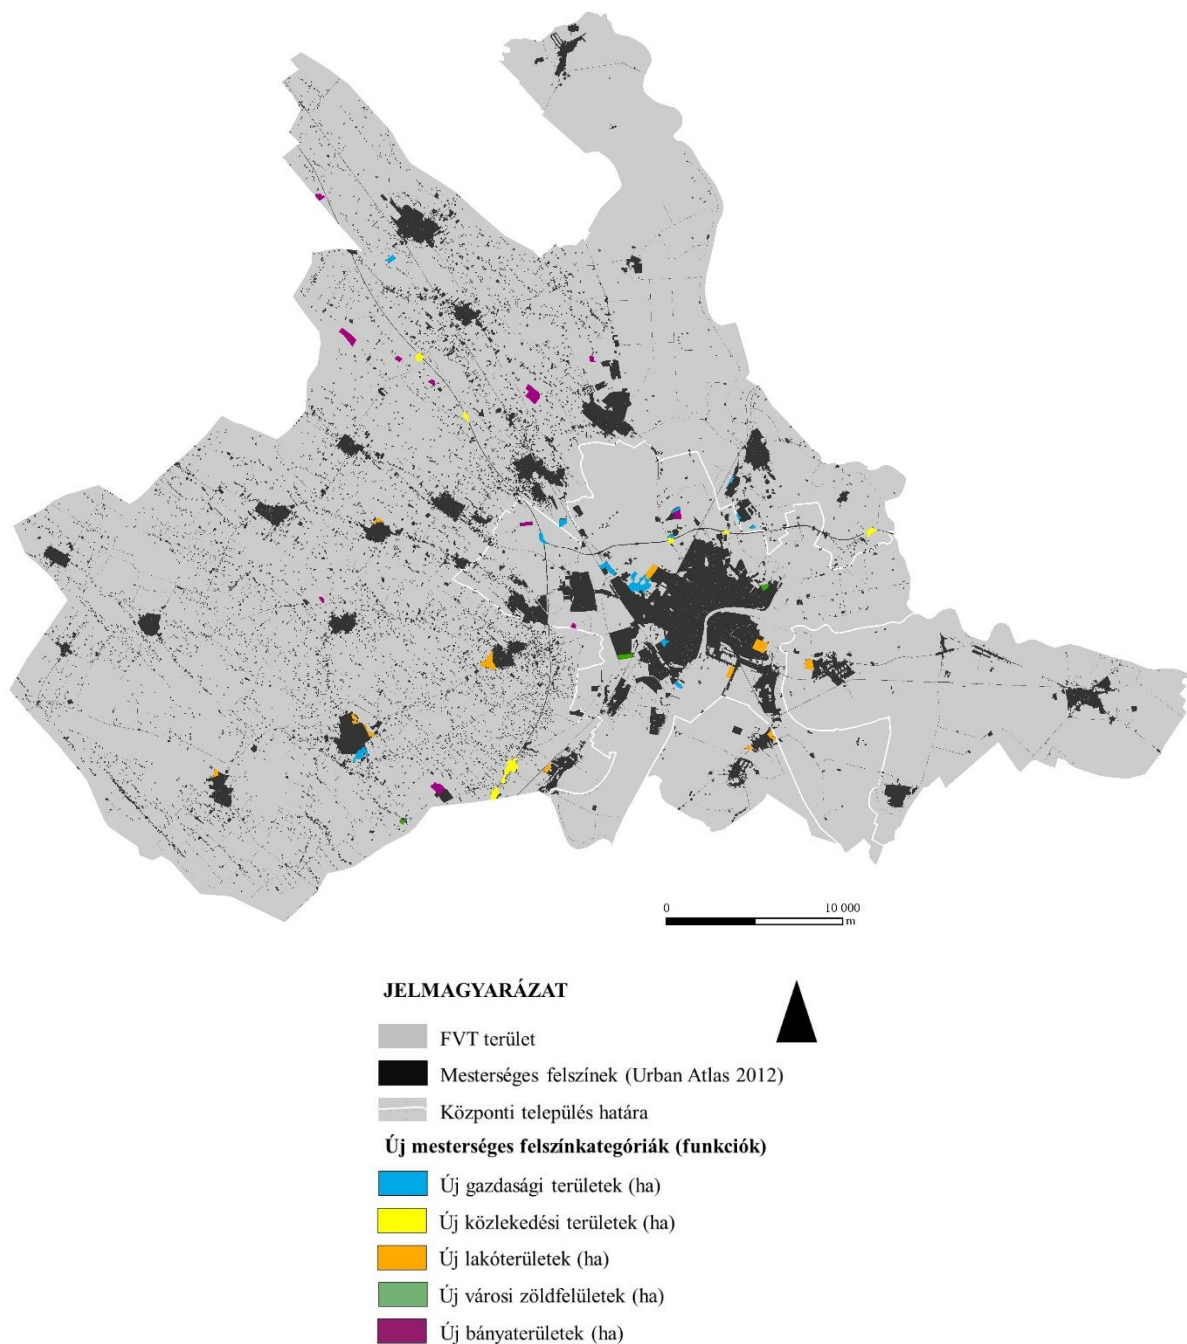 0 10 000
m
JELMAGYARÁZAT
FVT terület
Mesterséges felszínek (Urban Atlas 2012)
Központi település határa
Új mesterséges felszínkategóriák (funkciók)
Új gazdasági területek (ha)
Új közlekedési területek (ha)
Új lakóterületek (ha)
Új városi zöldfelületek (ha)
Új bányaterületek (ha)